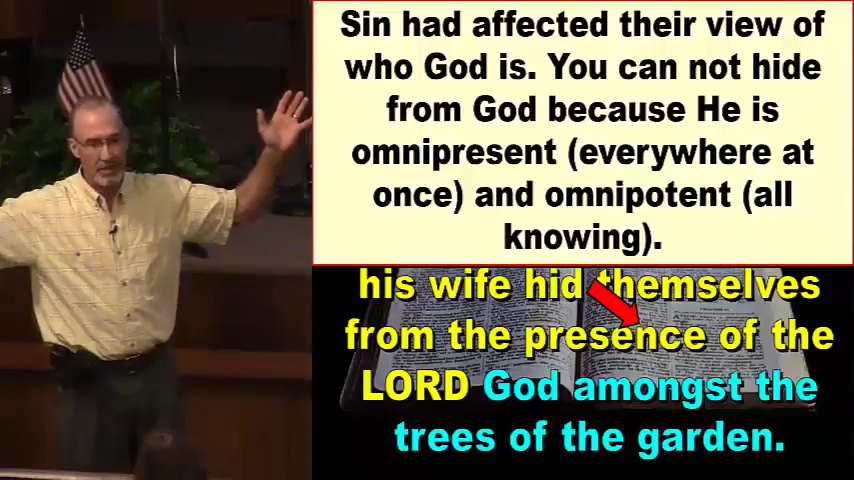 Sin had affected their view of
who God is. You can not hide
from God because He is
omnipresent (everywhere at
once) and omnipotent (all
knowing).
his wife hid themselves
from the presence of the
LORD God amongst the
trees of the garden.